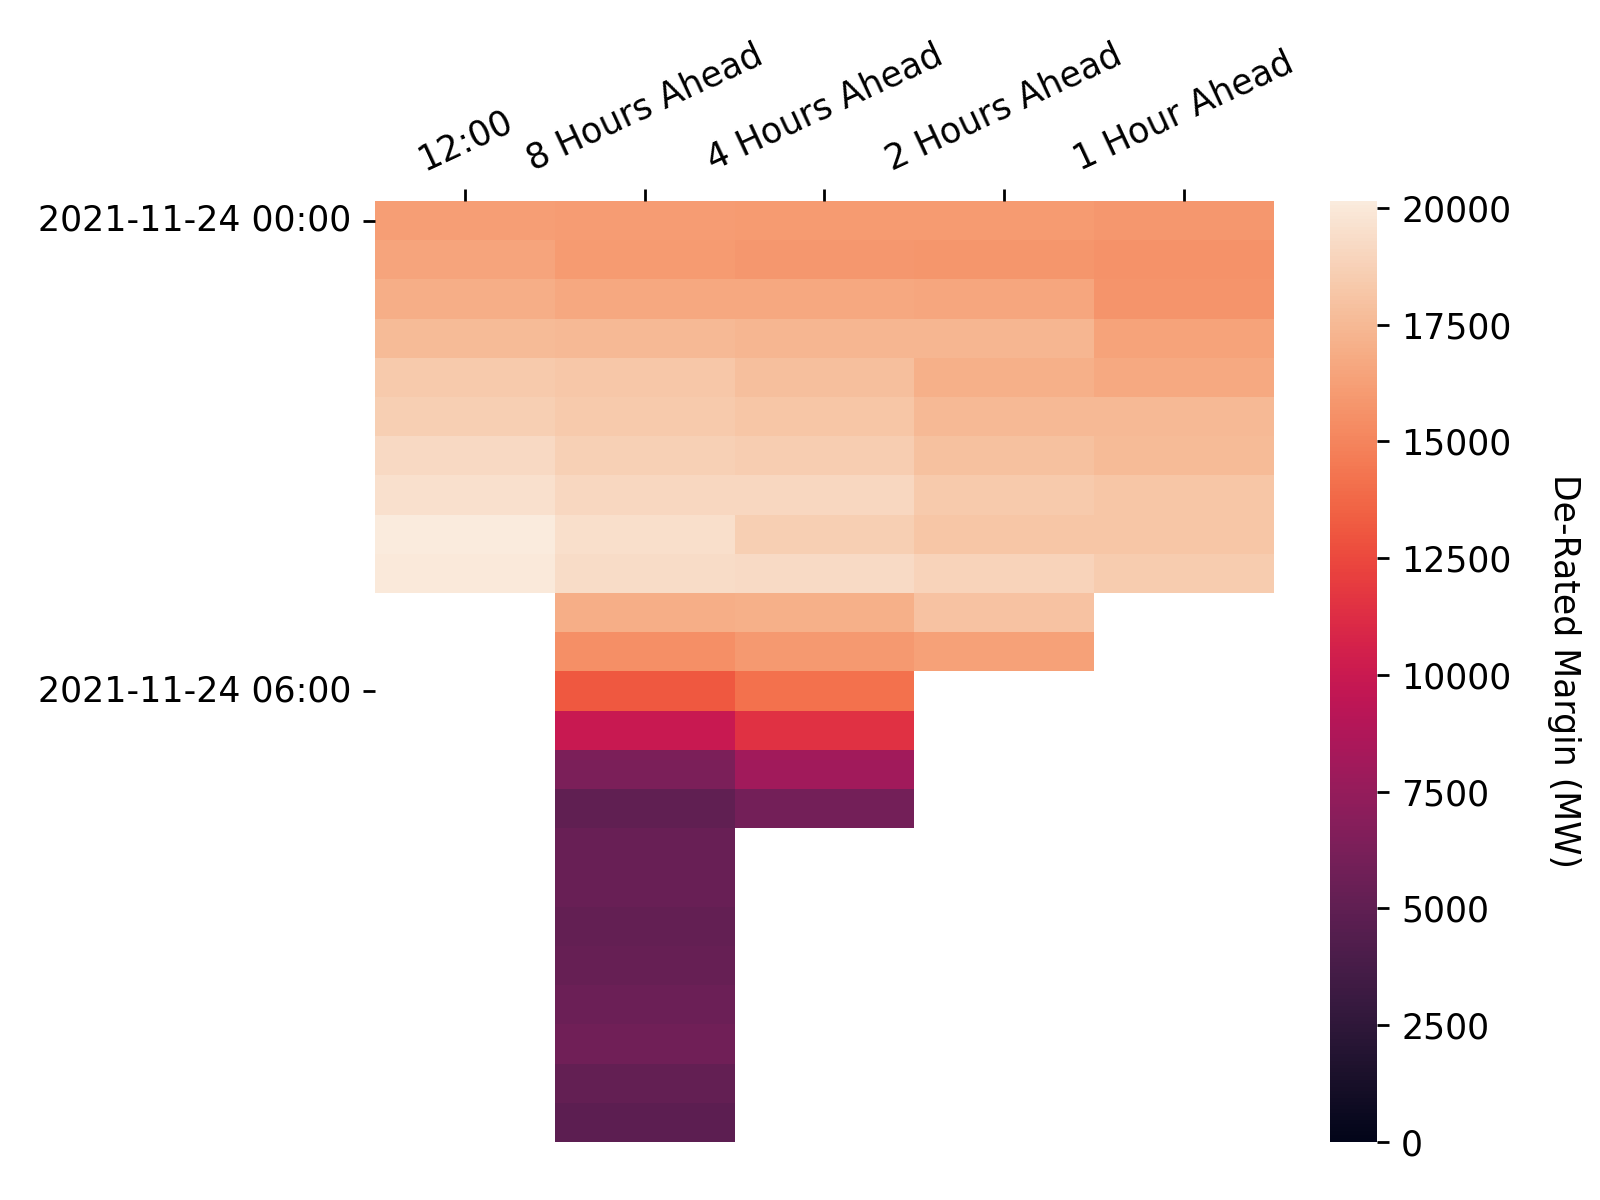 12:00
8 Hours Ahead
4 Hours Ahead
2 Hours Ahead
1 Hour Ahead
2021-11-24 00:00
2021-11-24 06:00
20000
17500
15000
12500
10000
7500
5000
2500
0
De-Rated Margin (MW)